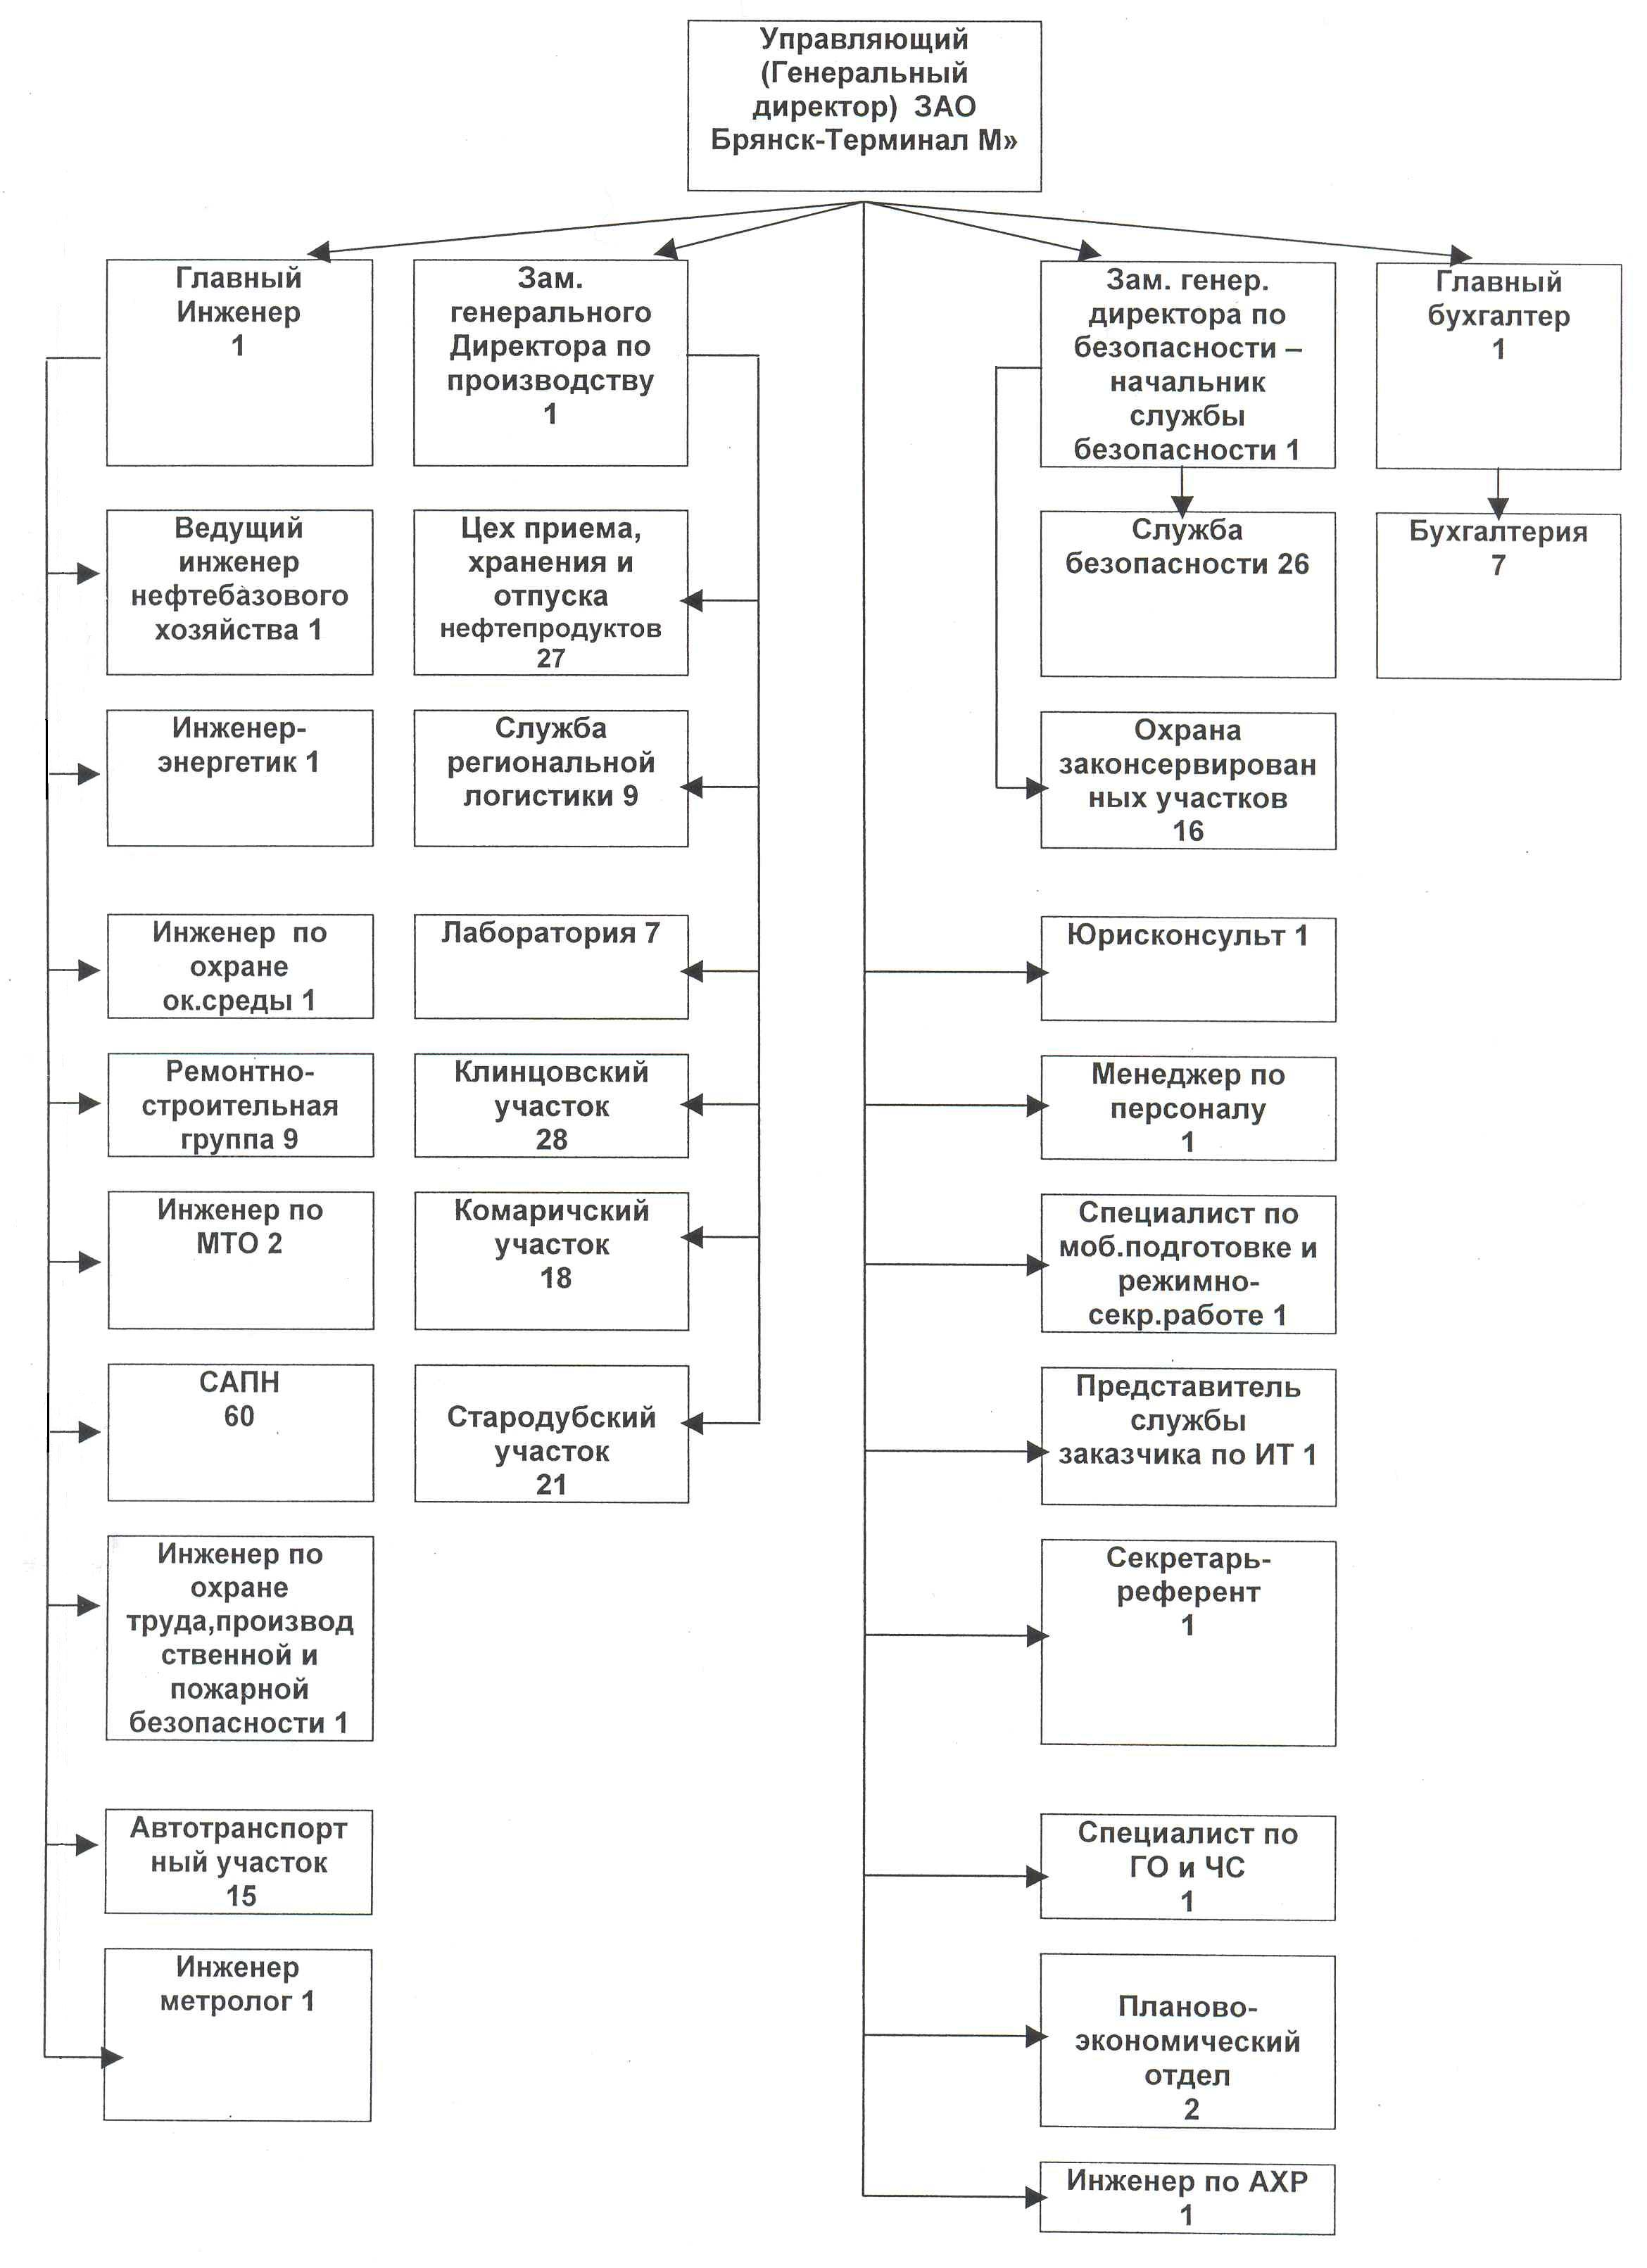 Управляющий
(Генеральный
директор) ЗАО
Брянск-Терминал М»
Главный
Инженер
1
Зам.
генерального
Директора по
производству
1
Зам. генер.
директора по
безопасности –
начальник
службы
безопасности 1
Главный
бухгалтер
1
Ведущий
инженер
нефтебазового
хозяйства 1
Цех приема,
хранения и
отпуска
нефтепродуктов
27
Служба
безопасности 26
Бухгалтерия
7
Инженер-
энергетик 1
Служба
региональной
логистики 9
Охрана
законсервирован
ных участков
16
Инженер по
охране
ок.среды 1
Лаборатория 7
Юрисконсульт 1
Ремонтно-
строительная
группа 9
Клинцовский
участок
28
Менеджер по
персоналу
1
Инженер по
МТО 2
Комаричский
участок
18
Специалист по
моб.подготовке и
режимно-
секр.работе 1
САПН
60
Стародубский
участок
21
Представитель
службы
заказчика по ИТ 1
Инженер по
охране
труда,производ
ственной и
пожарной
безопасности 1
Секретарь-
референт
1
Автотранспорт
ный участок
15
Специалист по
ГО и ЧС
1
Инженер
метролог 1
Планово-
экономический
отдел
2
Инженер по АХР
1